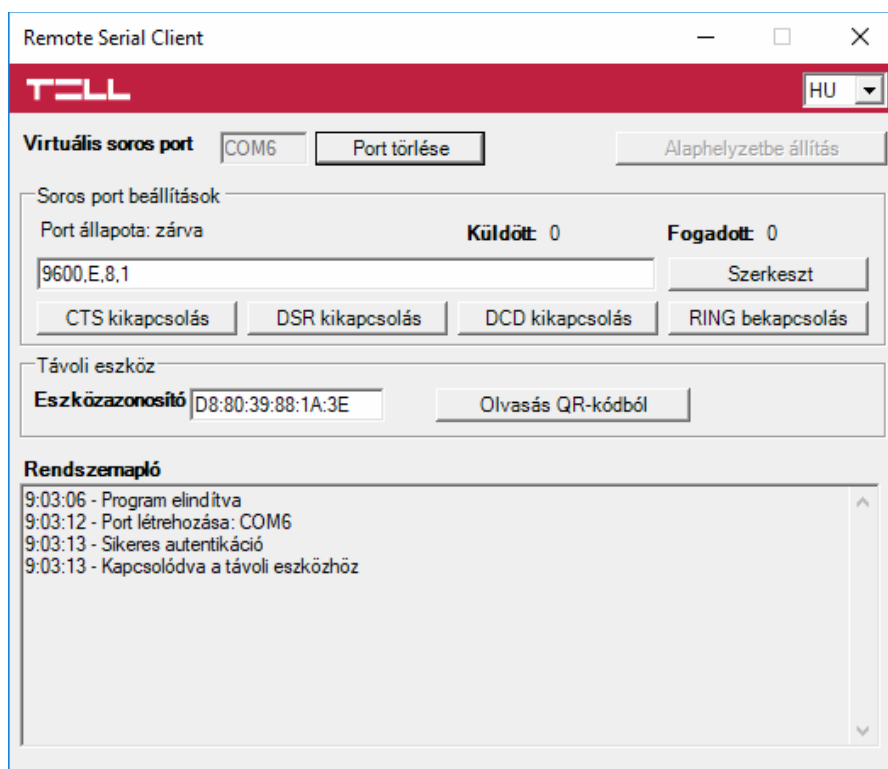 Remote Serial Client
TELL HU
Virtuális soros port COM6 Port törlése Alaphelyzetbe állítás
Soros port beállítások
Port állapota: zárva Küldött: 0 Fogadott: 0
9600,E,8,1 Szerkeszt
CTS kikapcsolás DSR kikapcsolás DCD kikapcsolás RING bekapcsolás
Távoli eszköz
Eszközazonosító D8:80:39:88:1A:3E Olvasás QR-kódból
Rendszernapló
9:03:06 - Program elindítva
9:03:12 - Port létrehozása: COM6
9:03:13 - Sikeres autentikáció
9:03:13 - Kapcsolódva a távoli eszközhöz